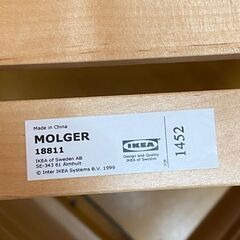 Made in China
MOLGER
18811
IKEA of Sweden AB
SE-343 81 Älmhult
© Inter IKEA Systems B.V. 1999
IKEA
Design and Quality
IKEA of Sweden
1452